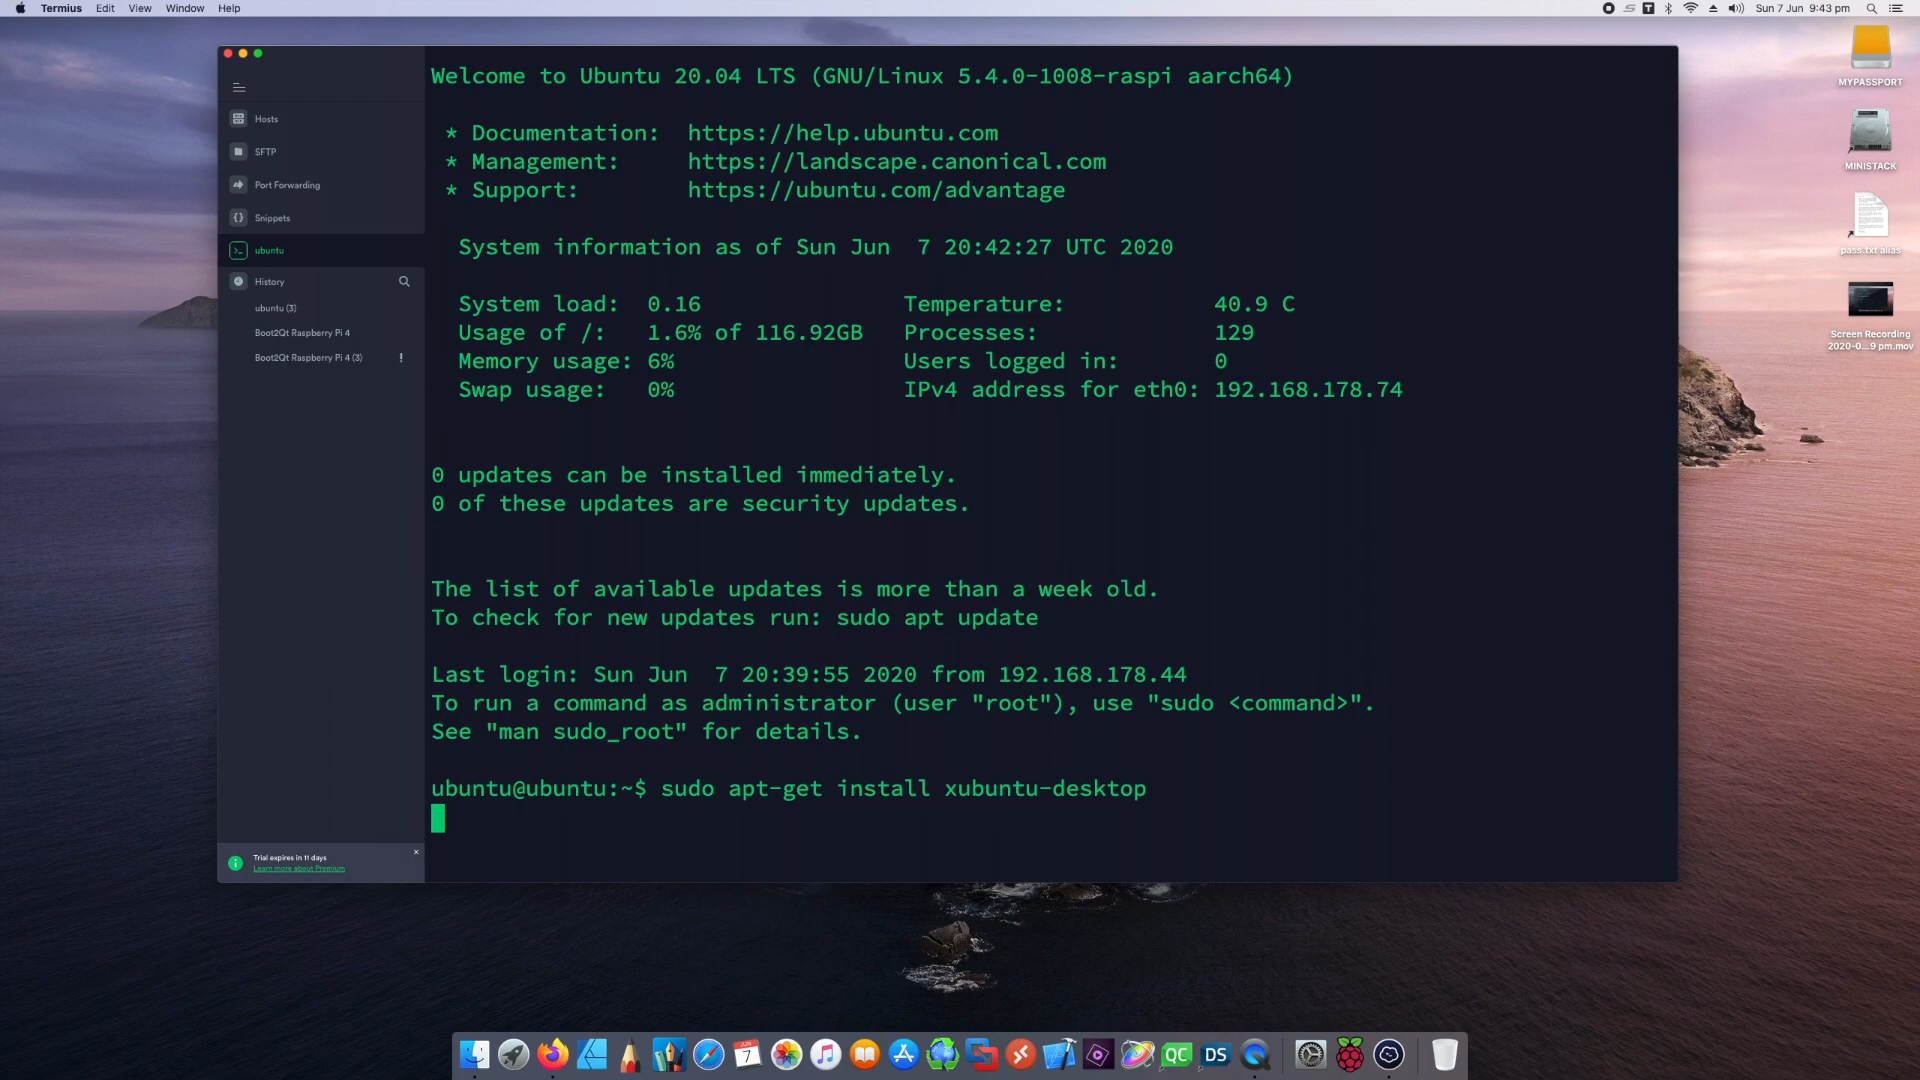 Termius Edit View Window Help
Sun 7 Jun 9:43 pm
Hosts
SFTP
Port Forwarding
Snippets
ubuntu
History
ubuntu (3)
Boot2Qt Raspberry Pi 4
Boot2Qt Raspberry Pi 4 (3) !
Trial expires in 11 days
Learn more about Premium
Welcome to Ubuntu 20.04 LTS (GNU/Linux 5.4.0-1008-raspi aarch64)
* Documentation: https://help.ubuntu.com
* Management: https://landscape.canonical.com
* Support: https://ubuntu.com/advantage
System information as of Sun Jun 7 20:42:27 UTC 2020
System load: 0.16 Temperature: 40.9 C
Usage of /: 1.6% of 116.92GB Processes: 129
Memory usage: 6% Users logged in: 0
Swap usage: 0% IPv4 address for eth0: 192.168.178.74
0 updates can be installed immediately.
0 of these updates are security updates.
The list of available updates is more than a week old.
To check for new updates run: sudo apt update
Last login: Sun Jun 7 20:39:55 2020 from 192.168.178.44
To run a command as administrator (user "root"), use "sudo <command>".
See "man sudo_root" for details.
ubuntu@ubuntu:~$ sudo apt-get install xubuntu-desktop
MYPASSPORT
MINISTACK
pass.txt alias
Screen Recording
2020-0...9 pm.mov
JUN
7
QC
DS